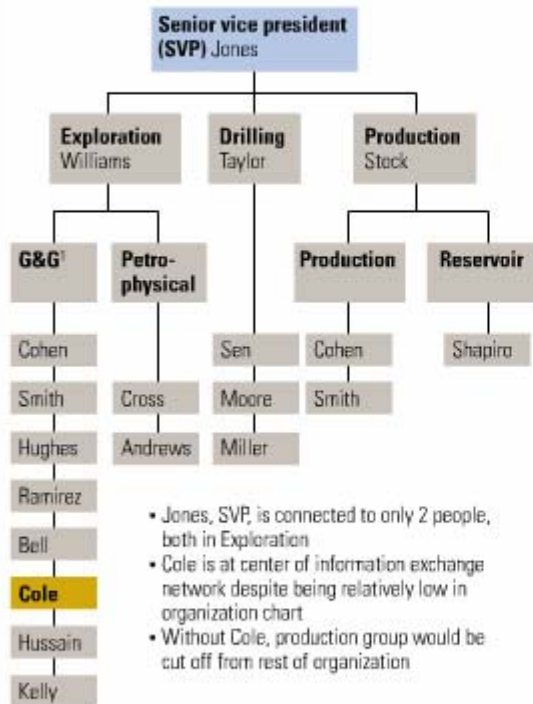 Senior vice president
(SVP) Jones
Exploration
Williams
Drilling
Taylor
Production
Stock
G&G¹
Petro-
physical
Production
Reservoir
Cohen
Smith
Hughes
Ramirez
Bell
Cole
Hussain
Kelly
Cross
Andrews
Sen
Moore
Miller
Cohen
Smith
Shapiro
• Jones, SVP, is connected to only 2 people,
both in Exploration
• Cole is at center of information exchange
network despite being relatively low in
organization chart
• Without Cole, production group would be
cut off from rest of organization